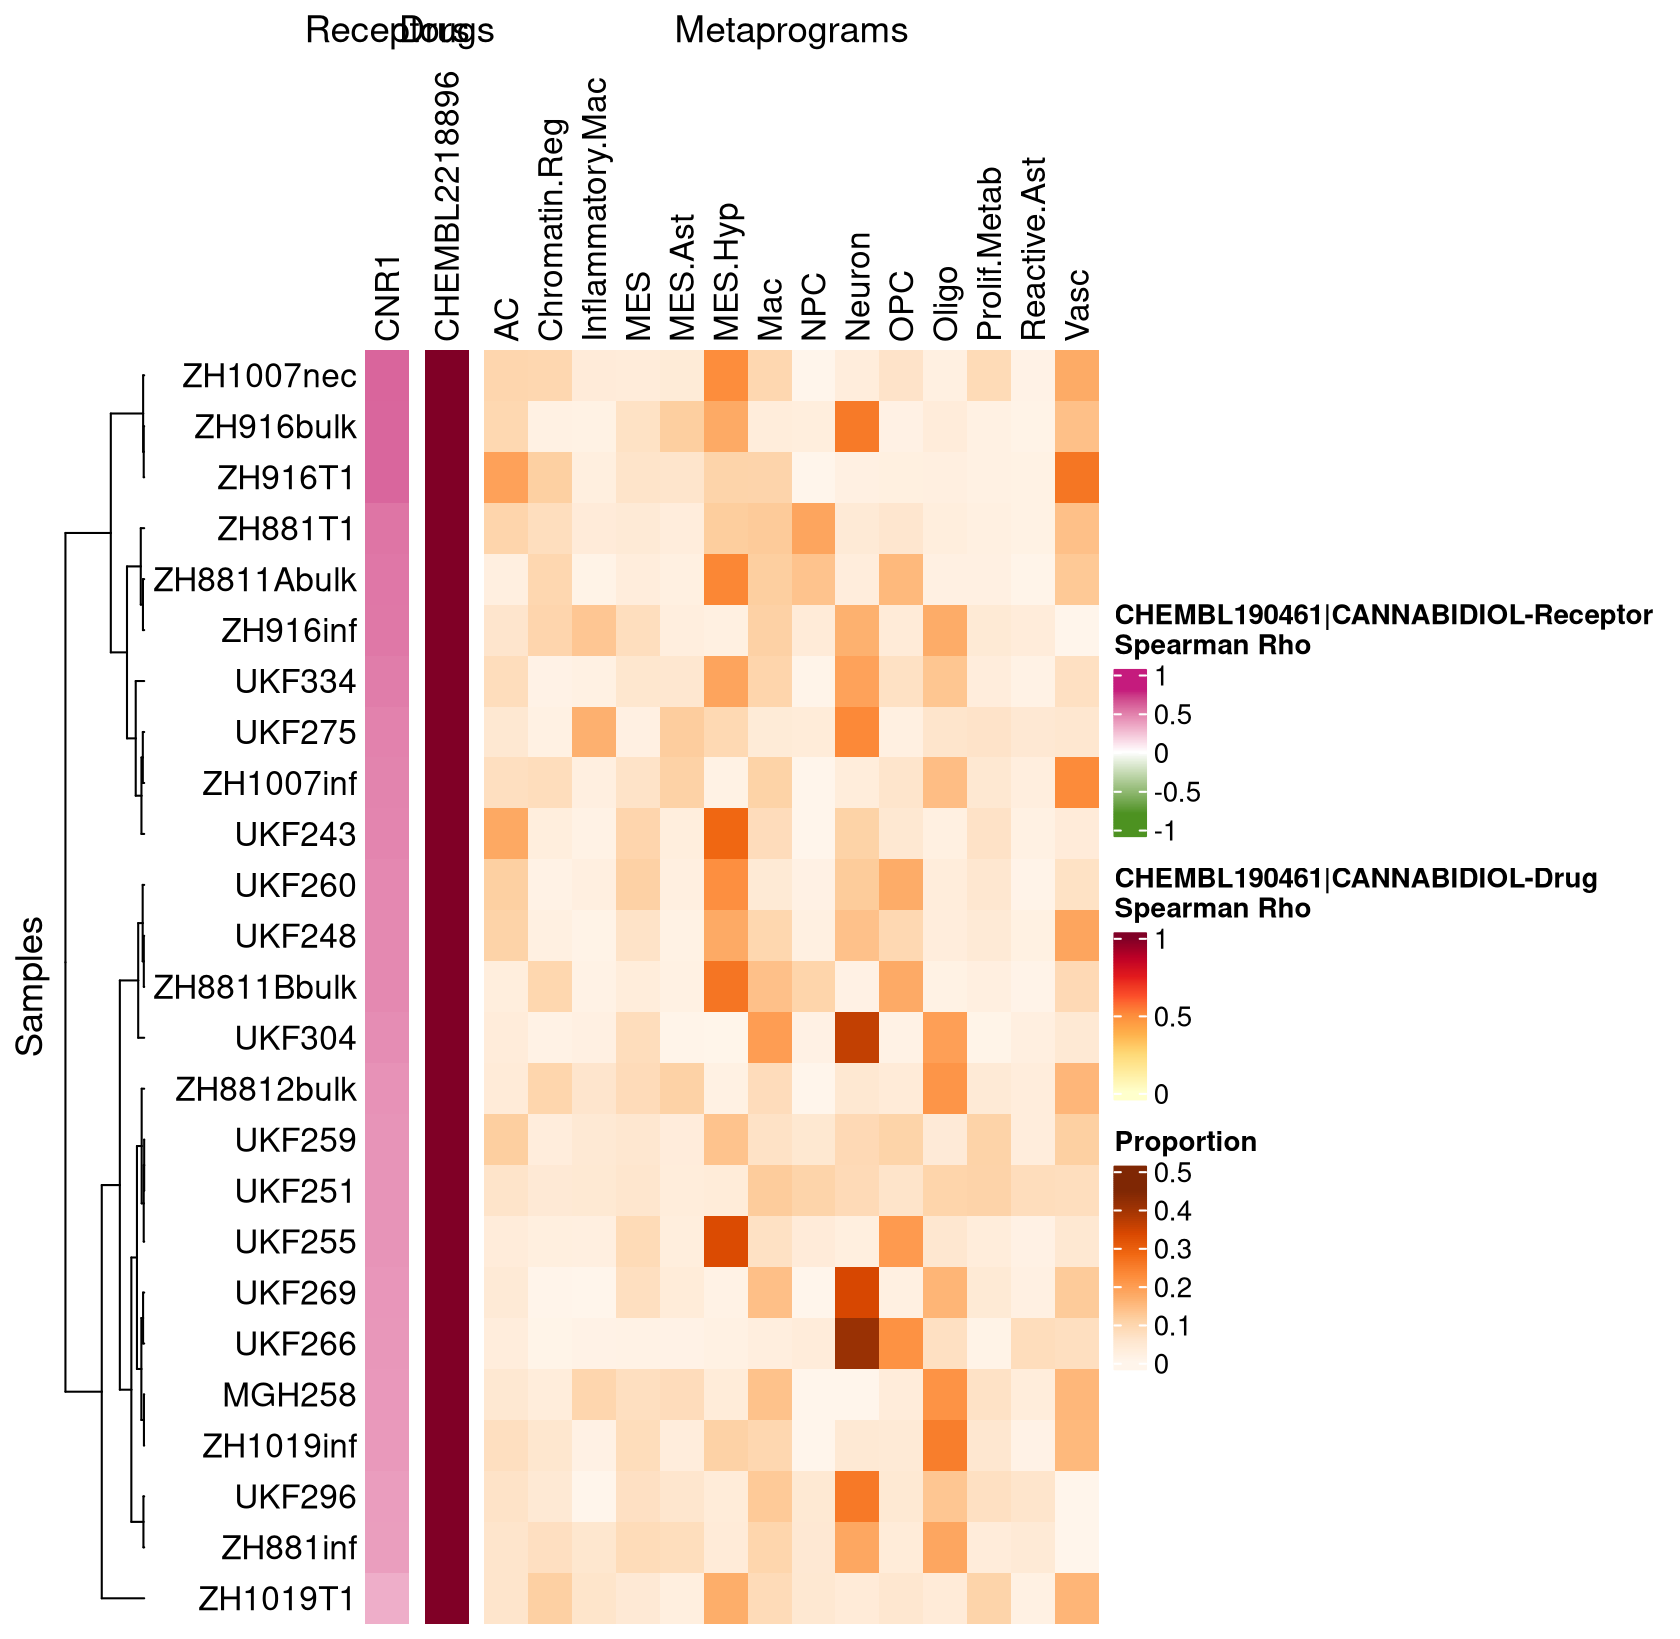 Receptors
Drugs
Metaprograms
CNR1
CHEMBL2218896
AC
Chromatin.Reg
Inflammatory.Mac
MES
MES.Ast
MES.Hyp
Mac
NPC
Neuron
OPC
Oligo
Prolif.Metab
Reactive.Ast
Vasc
Samples
ZH1007nec
ZH916bulk
ZH916T1
ZH881T1
ZH8811Abulk
ZH916inf
UKF334
UKF275
ZH1007inf
UKF243
UKF260
UKF248
ZH8811Bbulk
UKF304
ZH8812bulk
UKF259
UKF251
UKF255
UKF269
UKF266
MGH258
ZH1019inf
UKF296
ZH881inf
ZH1019T1
CHEMBL190461|CANNABIDIOL-Receptor
Spearman Rho
1
0.5
0
-0.5
-1
CHEMBL190461|CANNABIDIOL-Drug
Spearman Rho
1
0.5
0
Proportion
0.5
0.4
0.3
0.2
0.1
0